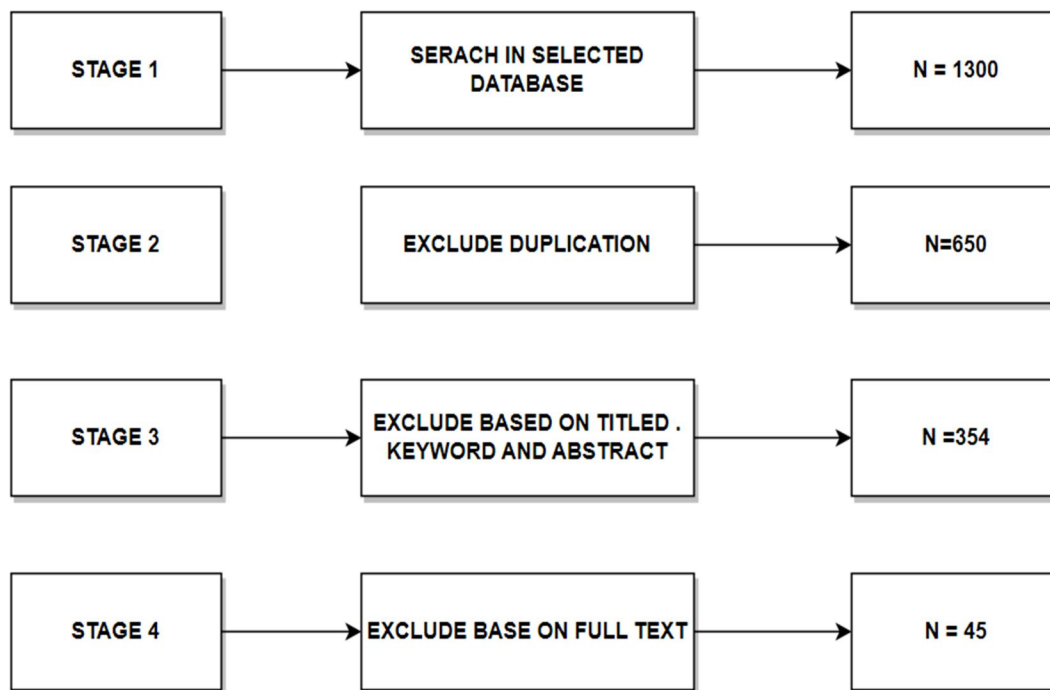 STAGE 1
SERACH IN SELECTED
DATABASE
N = 1300
STAGE 2
EXCLUDE DUPLICATION
N=650
STAGE 3
EXCLUDE BASED ON TITLED .
KEYWORD AND ABSTRACT
N =354
STAGE 4
EXCLUDE BASE ON FULL TEXT
N = 45